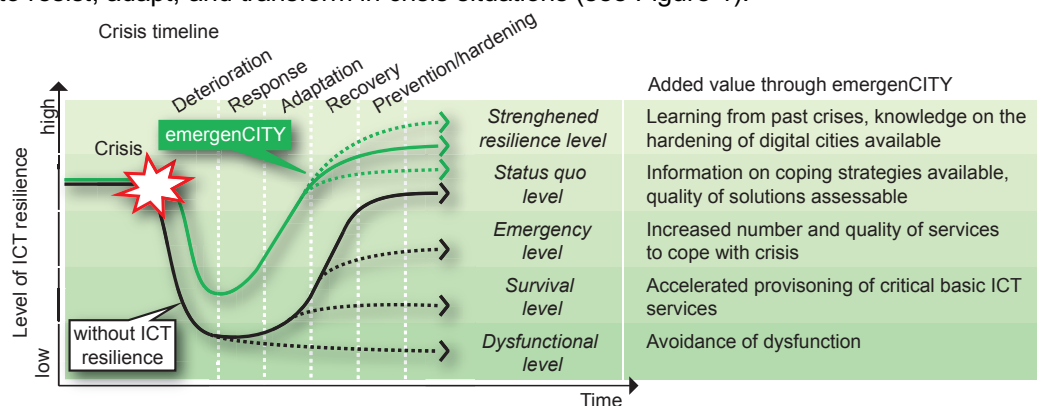 to resist, adapt, and transform in crisis situations (see Figure 4).
Crisis timeline
Deterioration
Response
Adaptation
Recovery
Prevention/hardening
Added value through emergenCITY
high
Level of ICT resilience
low
emergenCITY
Crisis
without ICT
resilience
Strenghened
resilience level
Learning from past crises, knowledge on the
hardening of digital cities available
Status quo
level
Information on coping strategies available,
quality of solutions assessable
Emergency
level
Increased number and quality of services
to cope with crisis
Survival
level
Accelerated provisoning of critical basic ICT
services
Dysfunctional
level
Avoidance of dysfunction
Time